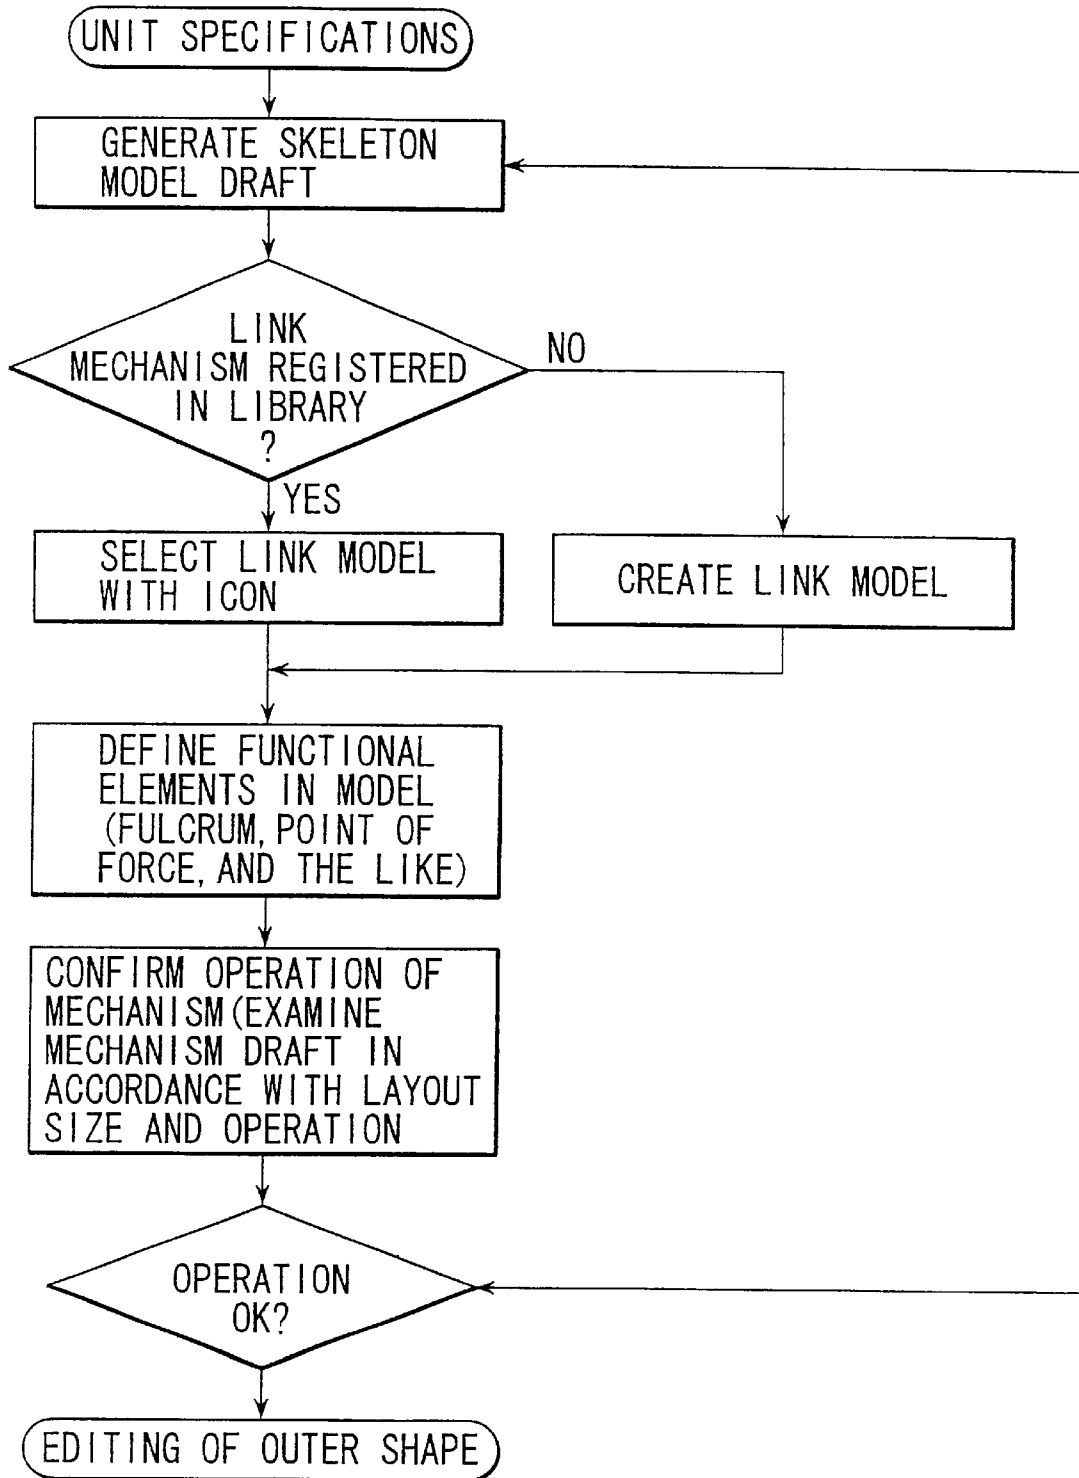 UNIT SPECIFICATIONS
GENERATE SKELETON
MODEL DRAFT
LINK
MECHANISM REGISTERED
IN LIBRARY
?
NO
YES
SELECT LINK MODEL
WITH ICON
CREATE LINK MODEL
DEFINE FUNCTIONAL
ELEMENTS IN MODEL
(FULCRUM, POINT OF
FORCE, AND THE LIKE)
CONFIRM OPERATION OF
MECHANISM (EXAMINE
MECHANISM DRAFT IN
ACCORDANCE WITH LAYOUT
SIZE AND OPERATION
OPERATION
OK?
EDITING OF OUTER SHAPE